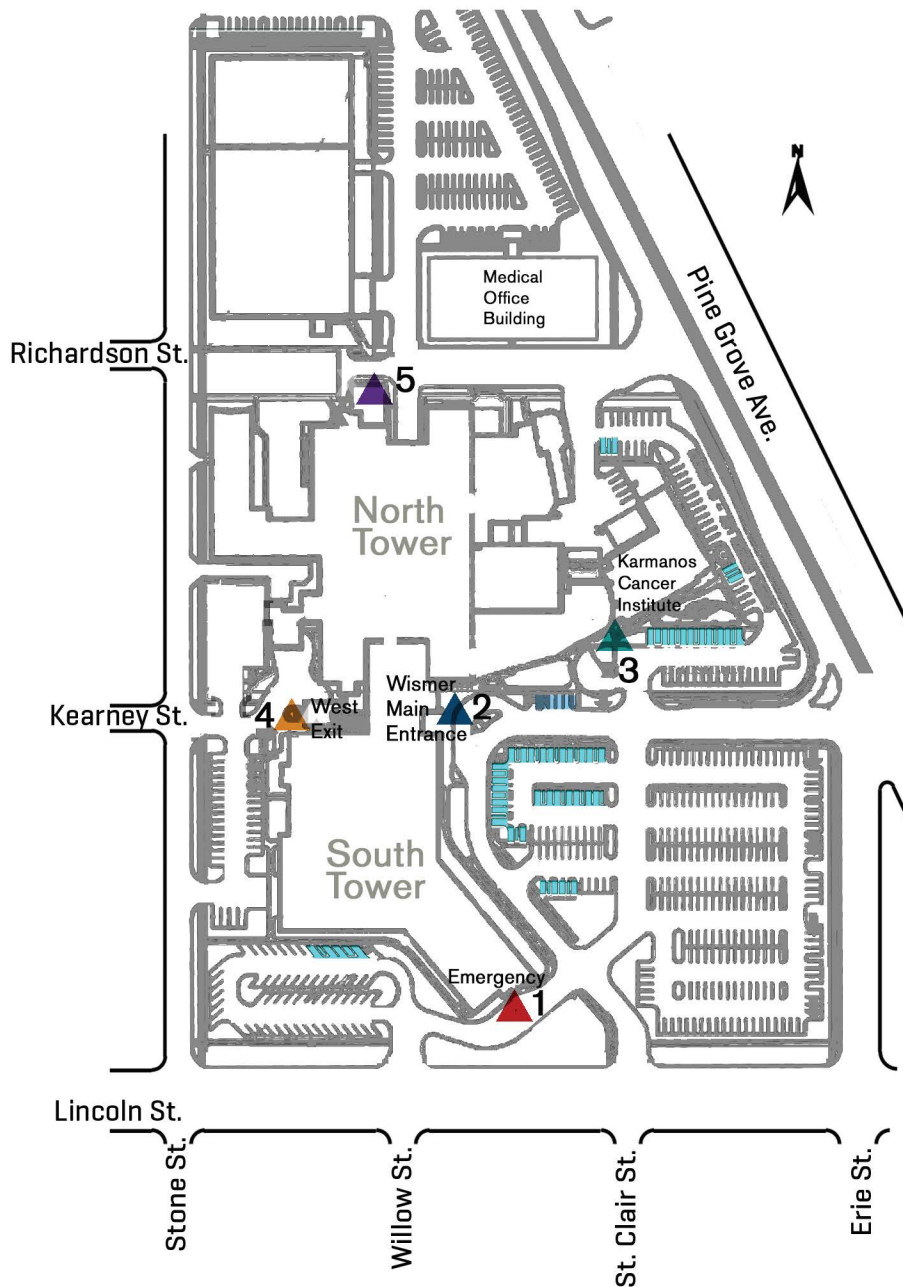 N
Pine Grove Ave.
Medical
Office
Building
Richardson St.
5
North
Tower
Karmanos
Cancer
Institute
3
Wismer
Main
Entrance
2
Kearney St.
4
West
Exit
South
Tower
Emergency
1
Lincoln St.
Stone St.
Willow St.
St. Clair St.
Erie St.